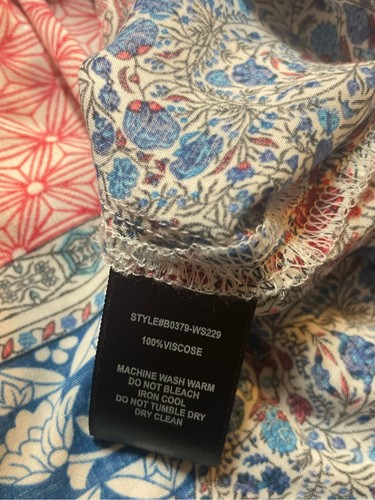 STYLE#B0379-WS229
100%VISCOSE
MACHINE WASH WARM
DO NOT BLEACH
IRON COOL
DO NOT TUMBLE DRY
DRY CLEAN